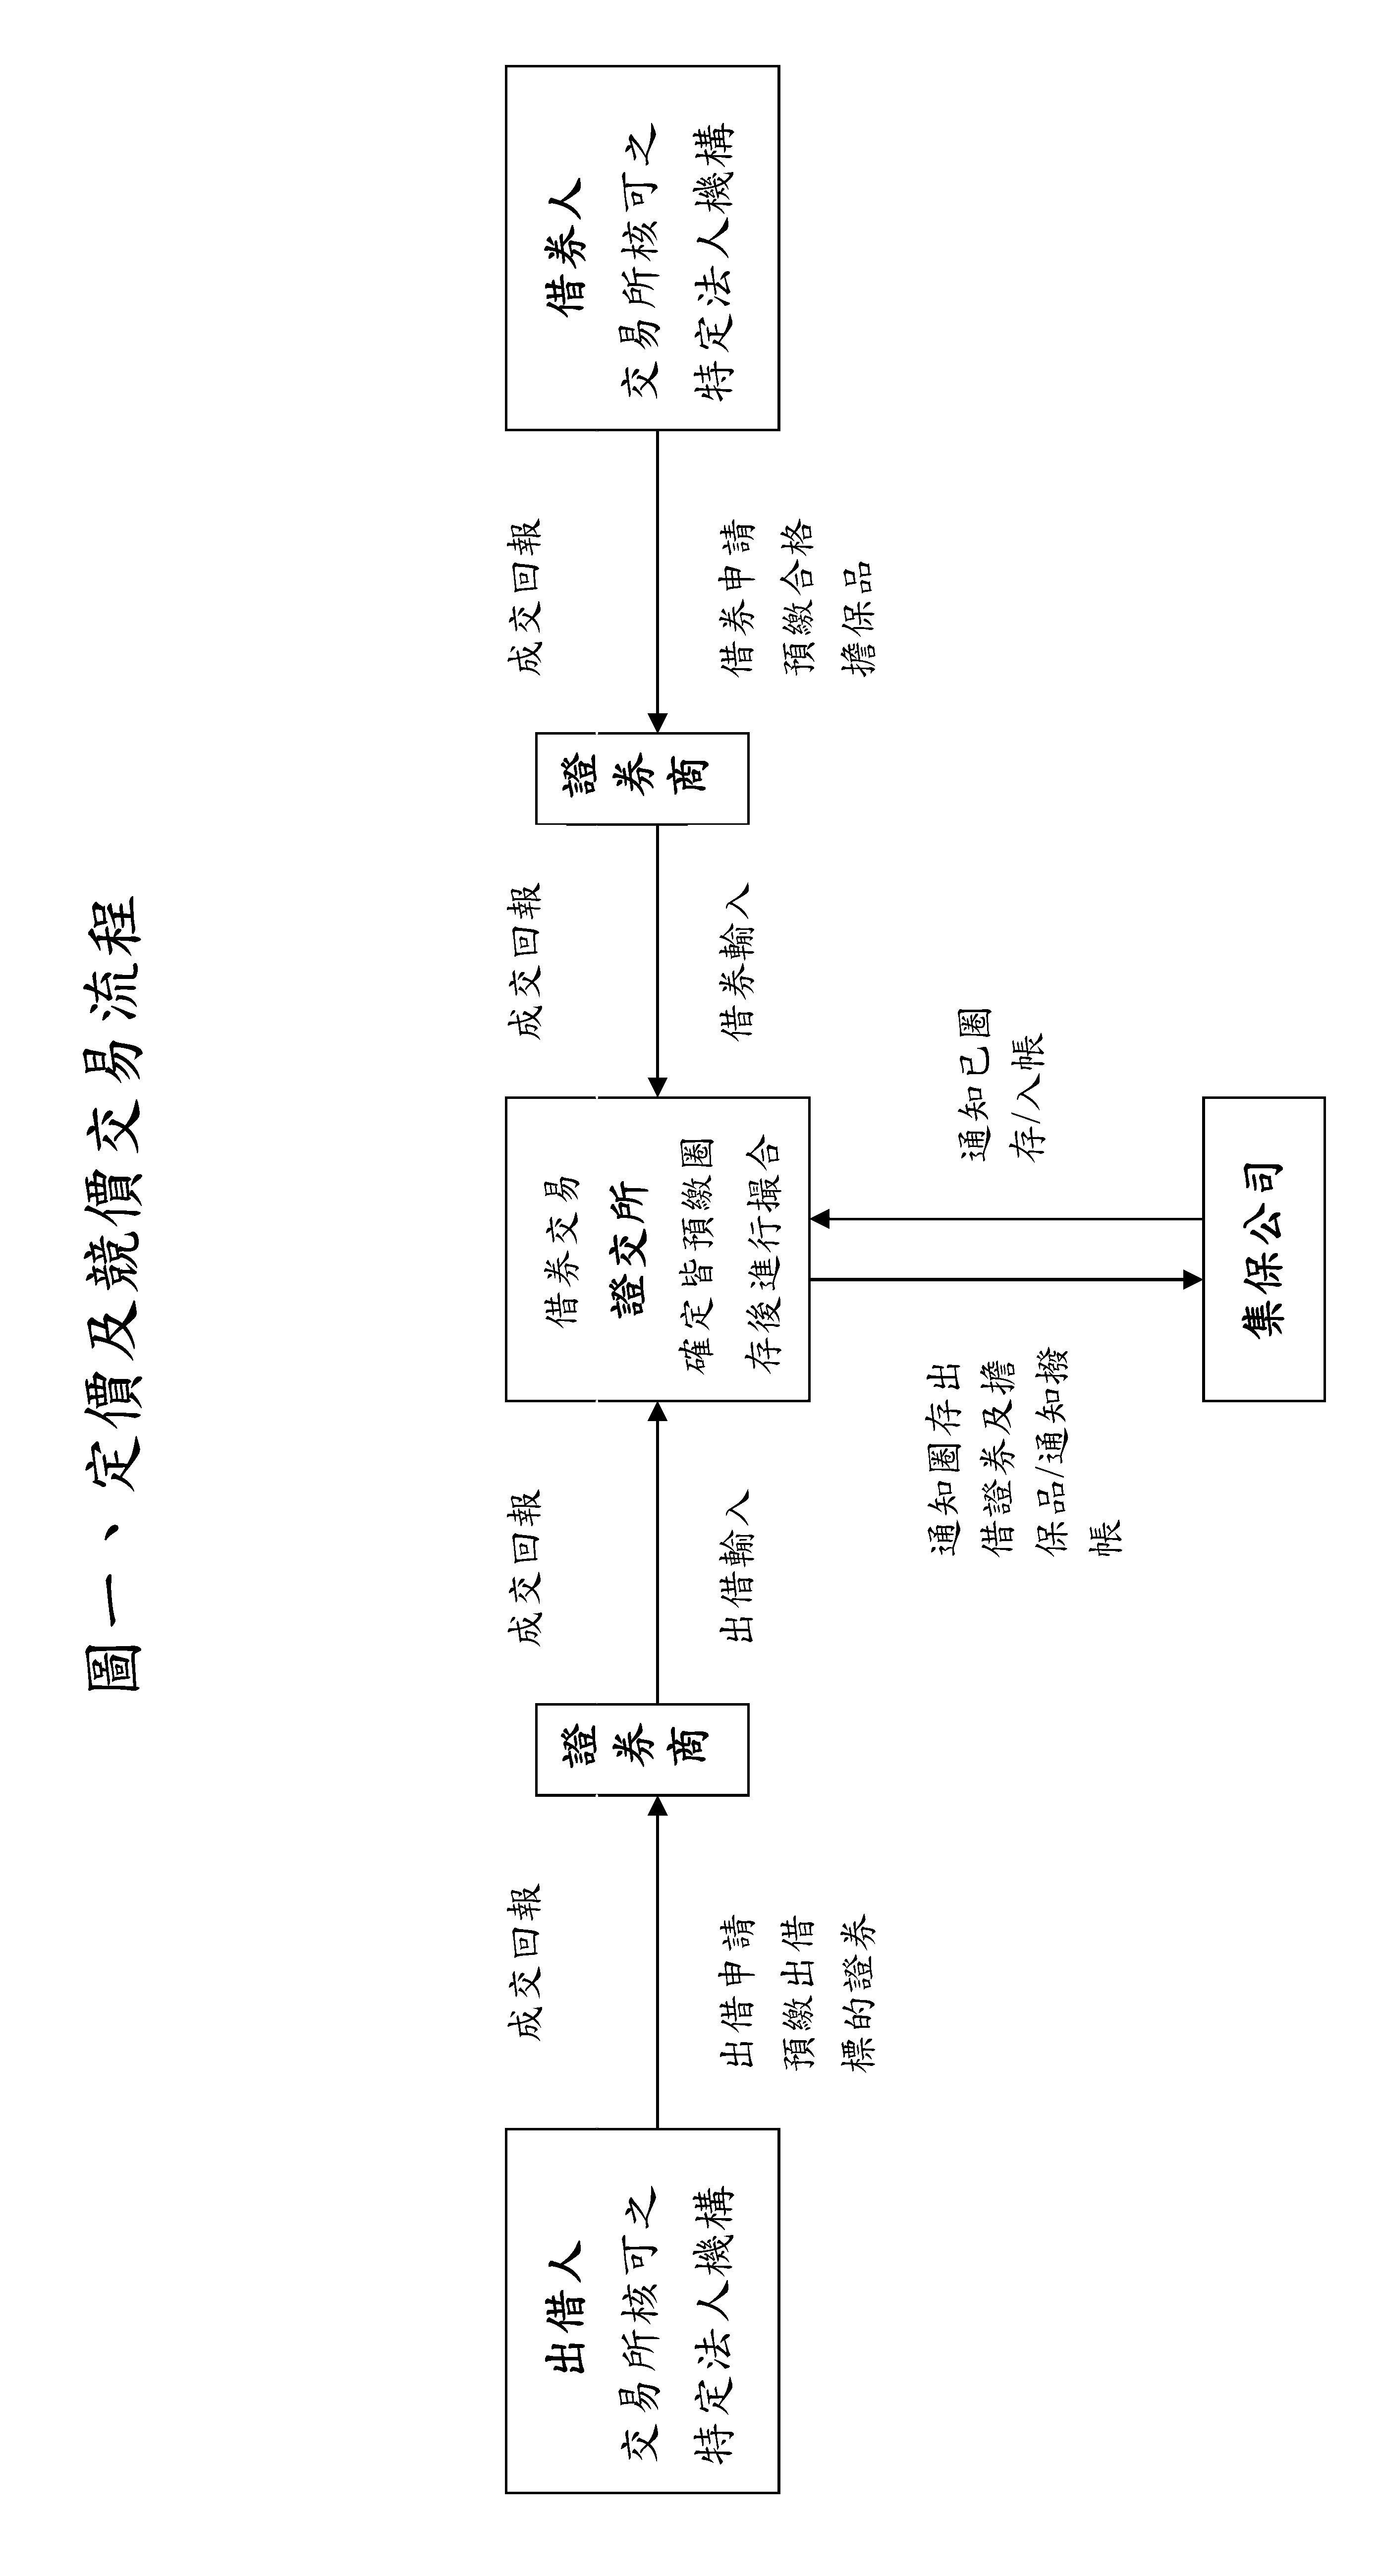 圖一、定價及競價交易流程
出借人
交易所核可之
特定法人機構
成交回報
出借申請
預繳出借
標的證券
證
券
商
成交回報
出借輸入
借券交易
證交所
確定皆預繳圈
存後進行撮合
成交回報
借券輸入
證
券
商
成交回報
借券申請
預繳合格
擔保品
借券人
交易所核可之
特定法人機構
通知圈存出
借證券及擔
保品/通知撥
帳
通知已圈
存/入帳
集保公司